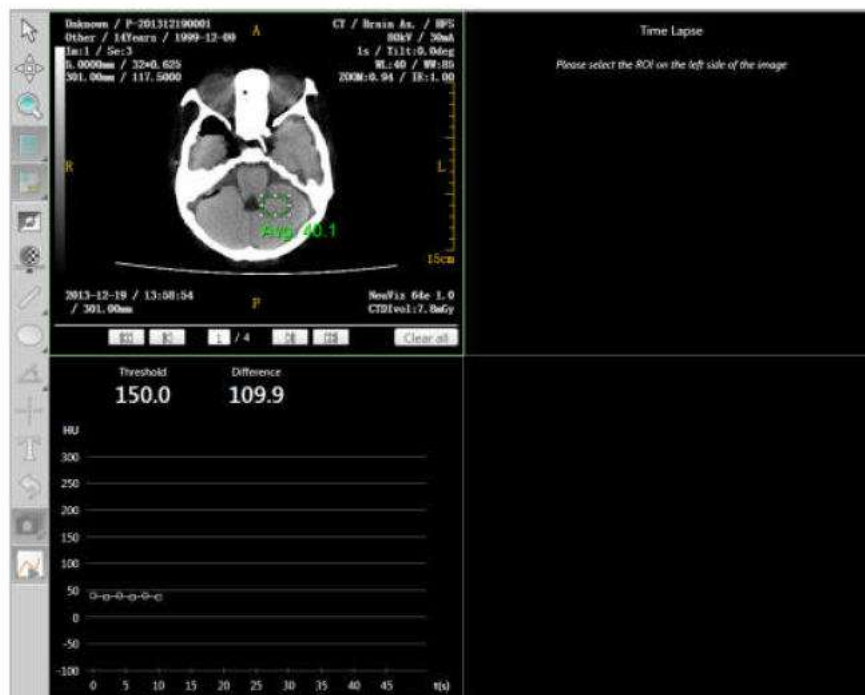 Unknown / P-201312190001
Other / 14Years / 1999-12-09
Im:1 / Se:3
5.0000mm / 32*0.625
301.00mm / 117.5000
A
CT / Brain Ax. / HFS
80kV / 30mA
1s / Tilt:0.0deg
WL:40 / WW:85
ZOOM:0.94 / IR:1.00
R
L
Avg: 40.1
15cm
2013-12-19 / 13:58:54
/ 301.00mm
P
NeuViz 64e 1.0
CTDIvol:7.8mGy
1 / 4
Clear all
Time Lapse
Please select the ROI on the left side of the image
Threshold
Difference
150.0
109.9
HU
300
250
200
150
100
50
0
-50
-100
0 5 10 15 20 25 30 35 40 45 t(s)